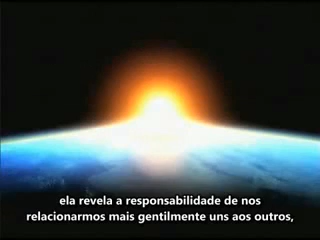 ela revela a responsabilidade de nos
relacionarmos mais gentilmente uns aos outros,